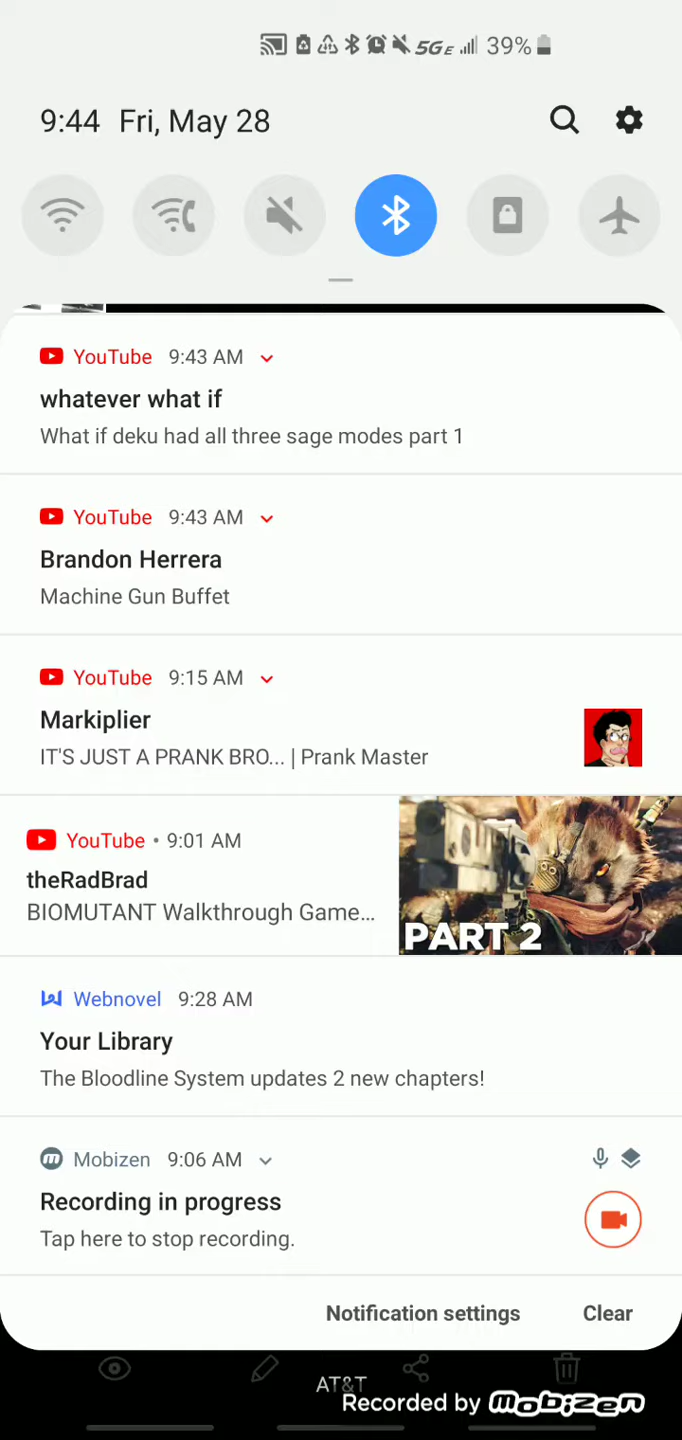 5GE 39%
9:44 Fri, May 28
YouTube 9:43 AM
whatever what if
What if deku had all three sage modes part 1
YouTube 9:43 AM
Brandon Herrera
Machine Gun Buffet
YouTube 9:15 AM
Markiplier
IT'S JUST A PRANK BRO... | Prank Master
YouTube • 9:01 AM
theRadBrad
BIOMUTANT Walkthrough Game...
PART 2
Webnovel 9:28 AM
Your Library
The Bloodline System updates 2 new chapters!
Mobizen 9:06 AM
Recording in progress
Tap here to stop recording.
Notification settings Clear
AT&T
Recorded by mobizen